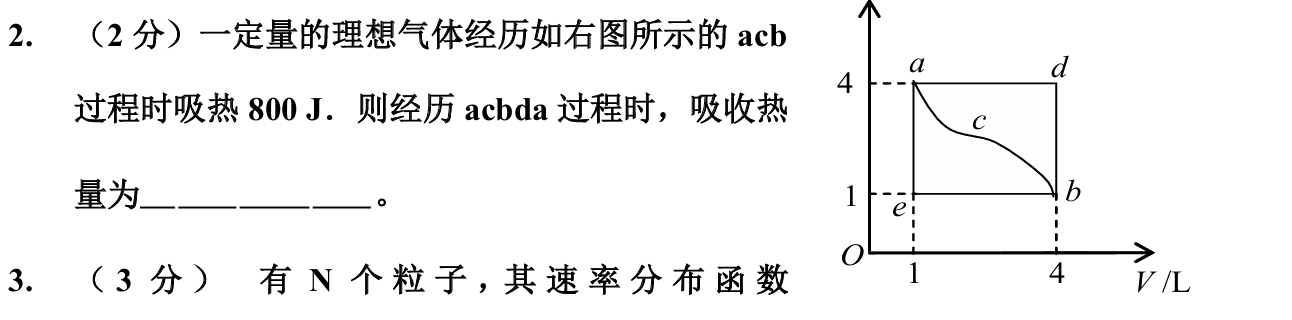 2. （2 分）一定量的理想气体经历如右图所示的 acb
过程时吸热 800 J．则经历 acbda 过程时，吸收热
量为____________。
3. （ 3 分 ） 有 N 个 粒 子 ，其 速 率 分 布 函 数
4
a
d
c
1
e
b
O
1
4
V /L